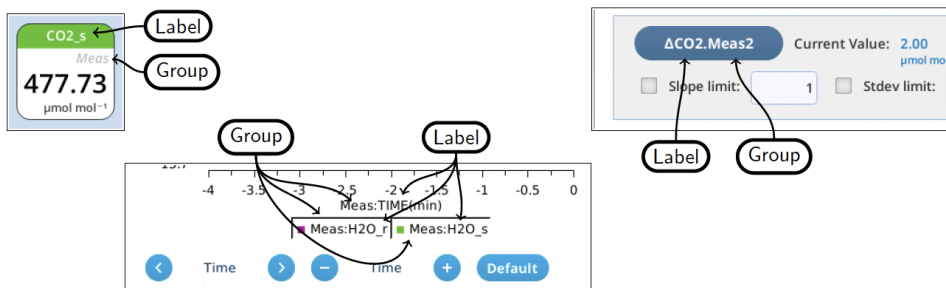 CO2_s
Label
Meas
Group
477.73
μmol mol⁻¹
ΔCO2.Meas2
Current Value: 2.00
μmol mo
Slope limit: 1
Stdev limit:
Label
Group
Group
Label
-4 -3.5 -3 -2.5 -2 -1.5 -1 -0.5 0
Meas:TIME(min)
Meas:H2O_r
Meas:H2O_s
Time
Time
Default